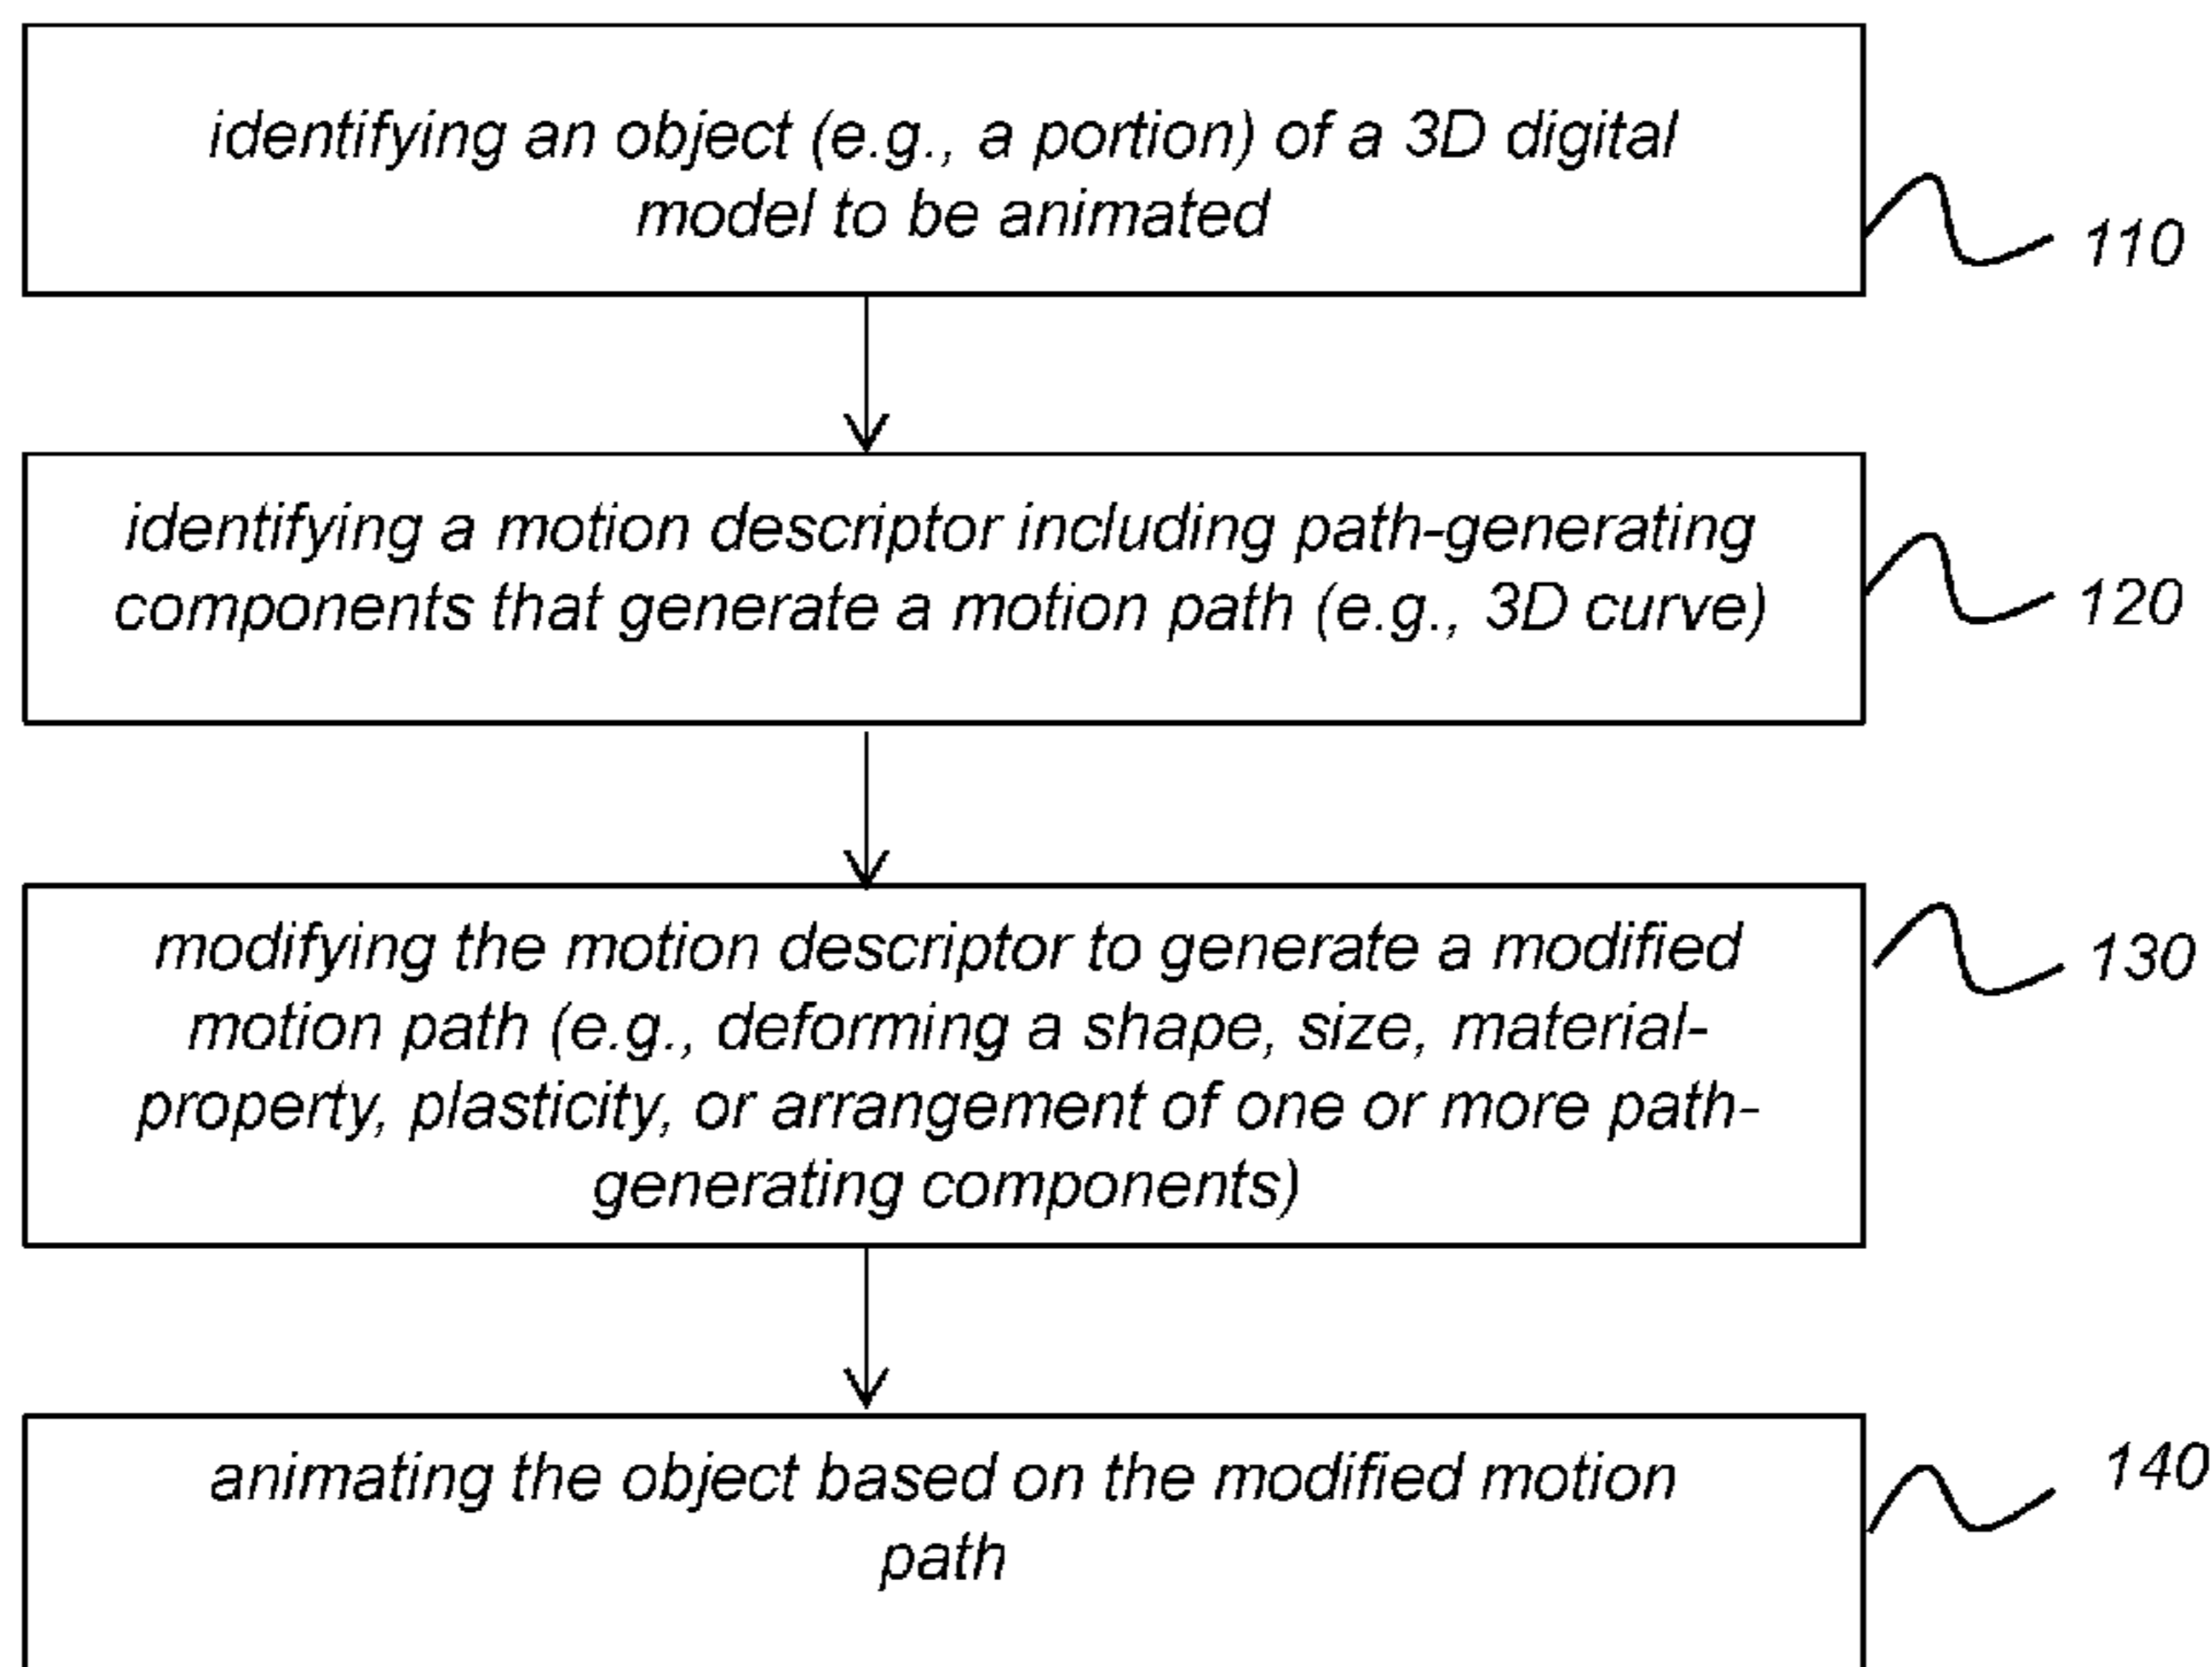 identifying an object (e.g., a portion) of a 3D digital
model to be animated
110
identifying a motion descriptor including path-generating
components that generate a motion path (e.g., 3D curve)
120
modifying the motion descriptor to generate a modified
motion path (e.g., deforming a shape, size, material-
property, plasticity, or arrangement of one or more path-
generating components)
130
animating the object based on the modified motion
path
140